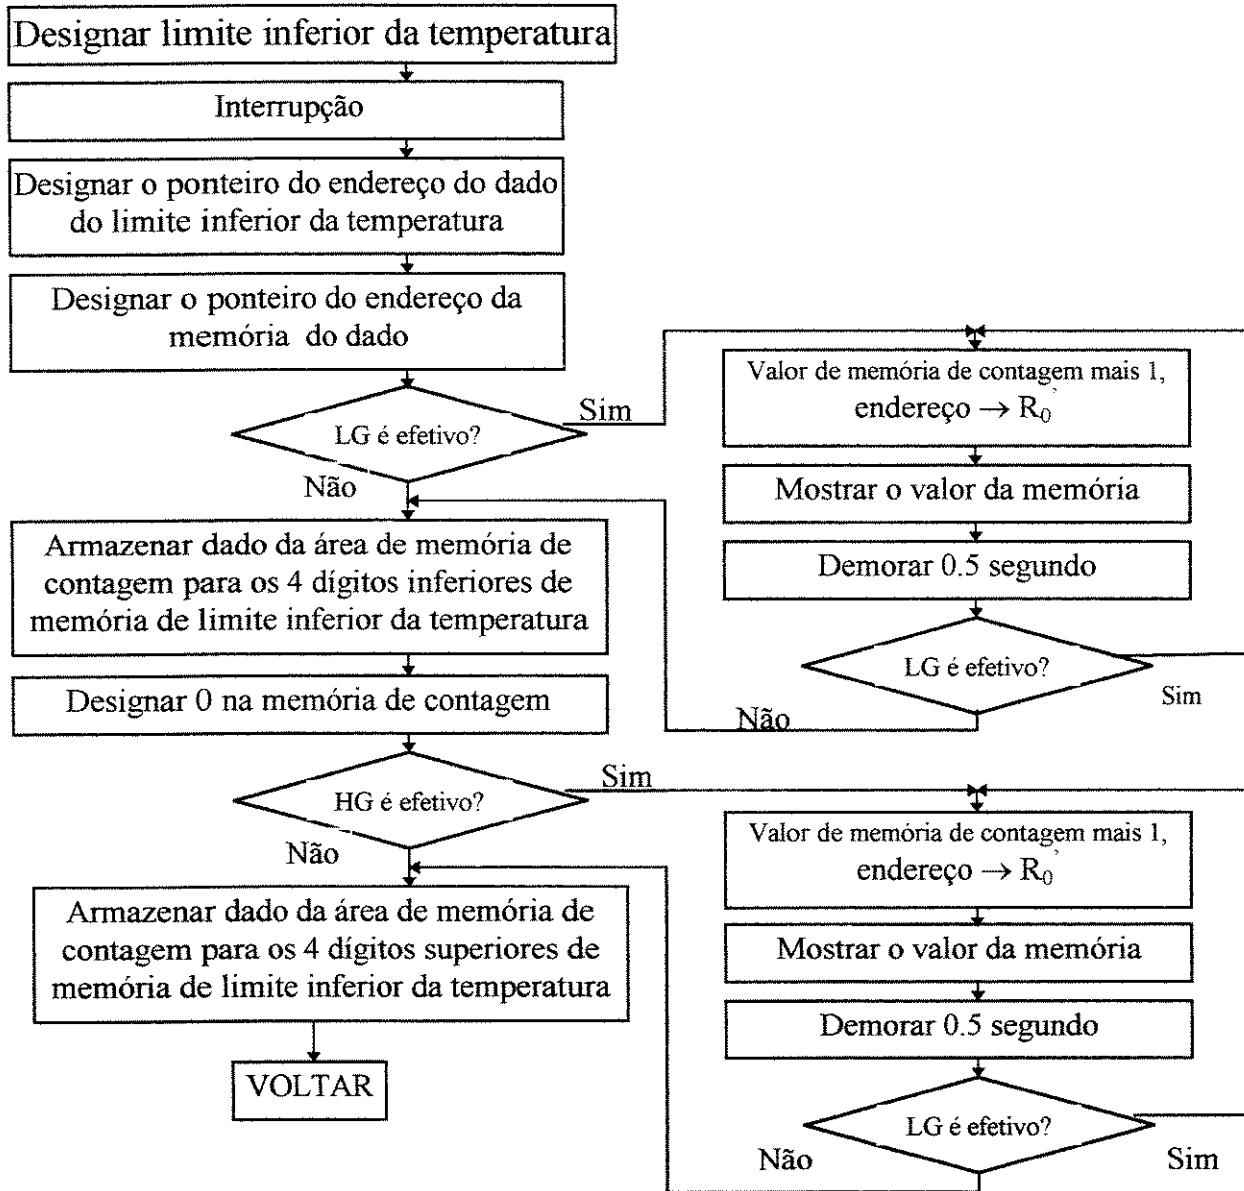 Designar limite inferior da temperatura
Interrupção
Designar o ponteiro do endereço do dado
do limite inferior da temperatura
Designar o ponteiro do endereço da
memória do dado
LG é efetivo?
Sim
Não
Valor de memória de contagem mais 1,
endereço → R₀'
Mostrar o valor da memória
Demorar 0.5 segundo
LG é efetivo?
Sim
Não
Armazenar dado da área de memória de
contagem para os 4 dígitos inferiores de
memória de limite inferior da temperatura
Designar 0 na memória de contagem
HG é efetivo?
Sim
Não
Valor de memória de contagem mais 1,
endereço → R₀'
Mostrar o valor da memória
Demorar 0.5 segundo
LG é efetivo?
Não
Sim
Armazenar dado da área de memória de
contagem para os 4 dígitos superiores de
memória de limite inferior da temperatura
VOLTAR